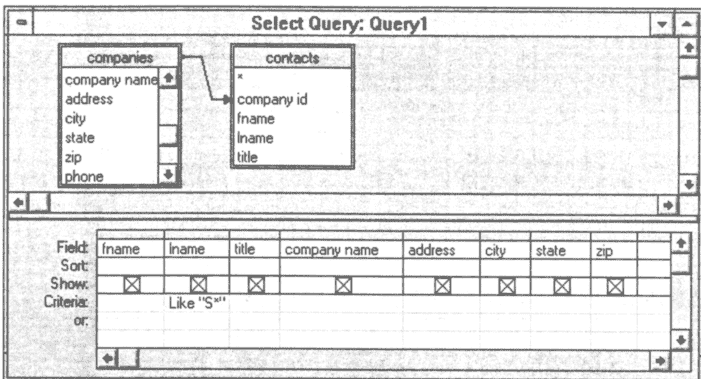 Select Query: Query1
companies
company name
address
city
state
zip
phone
contacts
*
company id
fname
lname
title
Field: fname lname title company name address city state zip
Sort:
Show:
Criteria: Like "S*"
or: